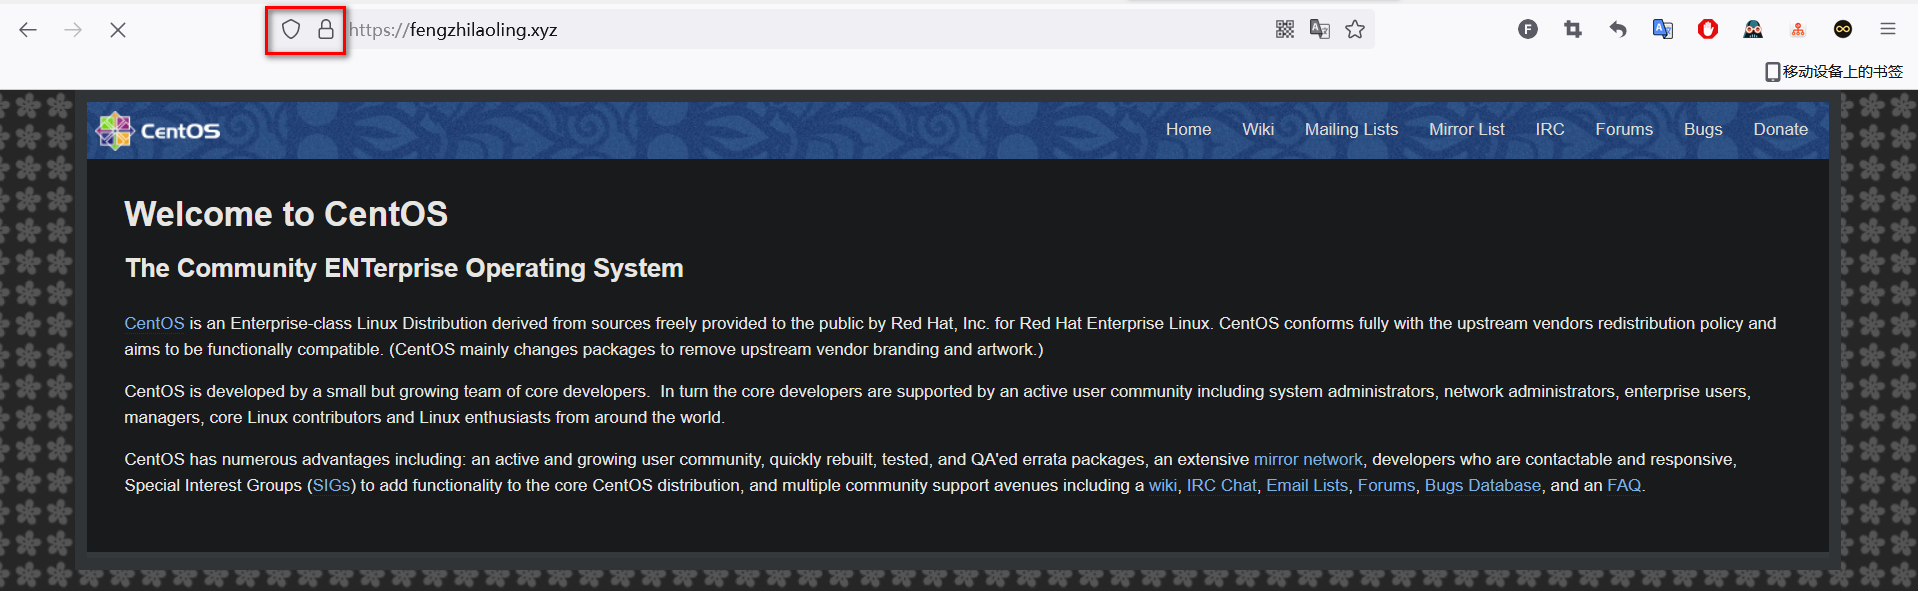 https://fengzhilaoling.xyz
F
移动设备上的书签
CentOS
Home Wiki Mailing Lists Mirror List IRC Forums Bugs Donate
Welcome to CentOS
The Community ENTerprise Operating System
CentOS is an Enterprise-class Linux Distribution derived from sources freely provided to the public by Red Hat, Inc. for Red Hat Enterprise Linux. CentOS conforms fully with the upstream vendors redistribution policy and
aims to be functionally compatible. (CentOS mainly changes packages to remove upstream vendor branding and artwork.)
CentOS is developed by a small but growing team of core developers.  In turn the core developers are supported by an active user community including system administrators, network administrators, enterprise users,
managers, core Linux contributors and Linux enthusiasts from around the world.
CentOS has numerous advantages including: an active and growing user community, quickly rebuilt, tested, and QA'ed errata packages, an extensive mirror network, developers who are contactable and responsive,
Special Interest Groups (SIGs) to add functionality to the core CentOS distribution, and multiple community support avenues including a wiki, IRC Chat, Email Lists, Forums, Bugs Database, and an FAQ.